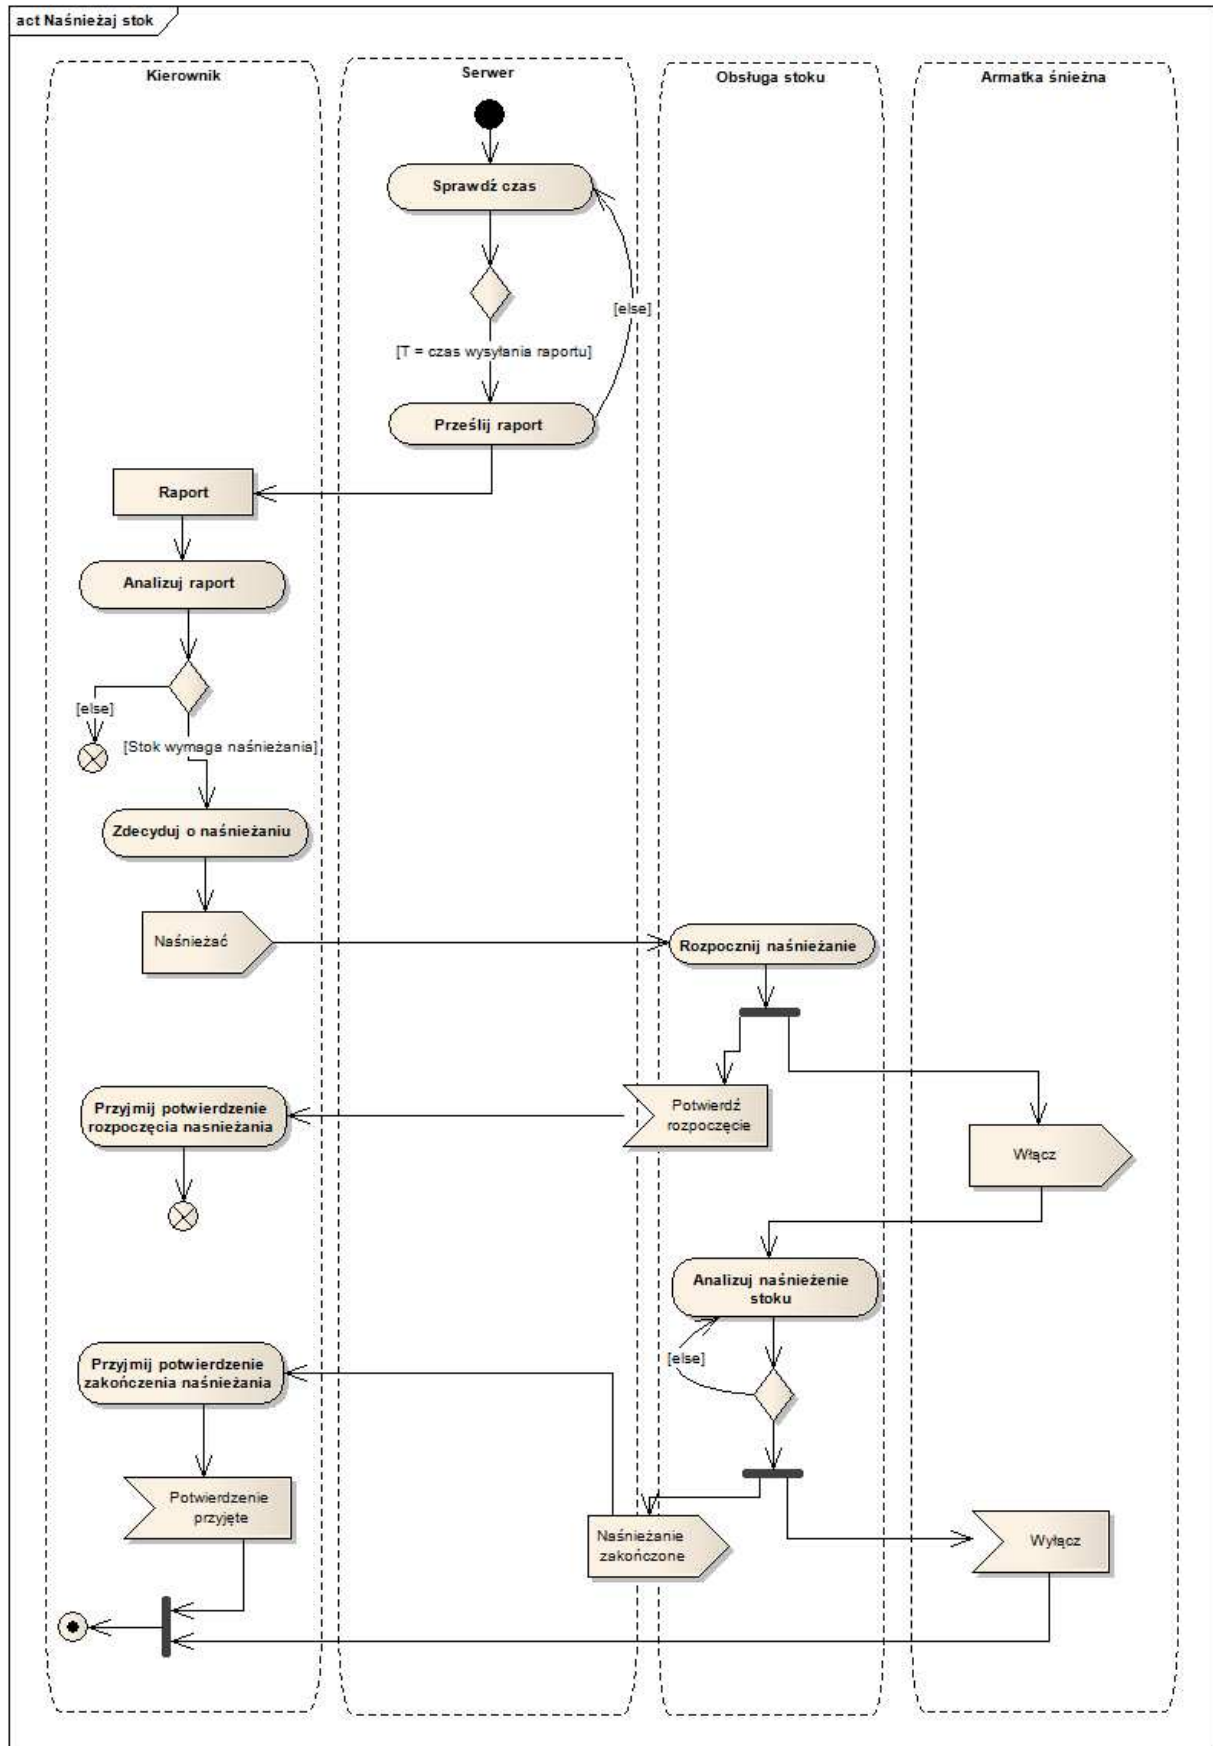 act Naśnieżaj stok
Kierownik
Serwer
Obsługa stoku
Armatka śnieżna
Sprawdź czas
[else]
[T = czas wysyłania raportu]
Prześlij raport
Raport
Analizuj raport
[else]
[Stok wymaga naśnieżania]
Zdecyduj o naśnieżaniu
Naśnieżać
Rozpocznij naśnieżanie
Potwierdź
rozpoczęcie
Przyjmij potwierdzenie
rozpoczęcia nasnieżania
Włącz
Analizuj naśnieżenie
stoku
[else]
Przyjmij potwierdzenie
zakończenia naśnieżania
Potwierdzenie
przyjęte
Naśnieżanie
zakończone
Wyłącz